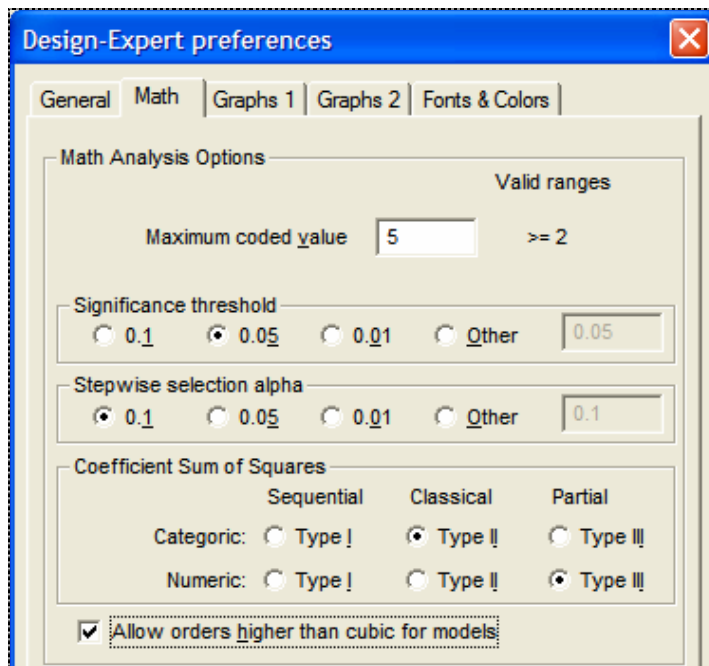 Design-Expert preferences
General Math Graphs 1 Graphs 2 Fonts & Colors
Math Analysis Options
Valid ranges
Maximum coded value 5 >= 2
Significance threshold
0.1 0.05 0.01 Other 0.05
Stepwise selection alpha
0.1 0.05 0.01 Other 0.1
Coefficient Sum of Squares
Sequential Classical Partial
Categoric: Type I Type II Type III
Numeric: Type I Type II Type III
Allow orders higher than cubic for models